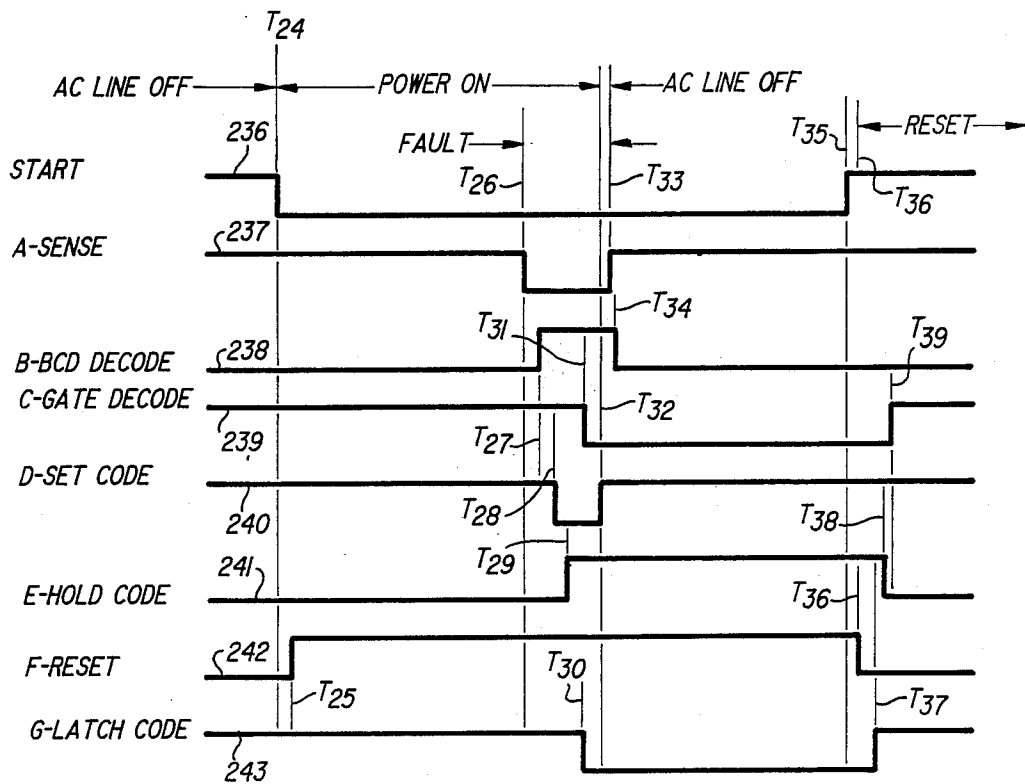 T24
AC LINE OFF
POWER ON
AC LINE OFF
FAULT
RESET
T35
236
START
T26
T33
T36
237
A-SENSE
T34
T31
T39
B-BCD DECODE
238
C-GATE DECODE
T32
239
T27
D-SET CODE
240
T28
T38
T29
241
E-HOLD CODE
T36
F-RESET
242
T30
T25
T37
G-LATCH CODE
243